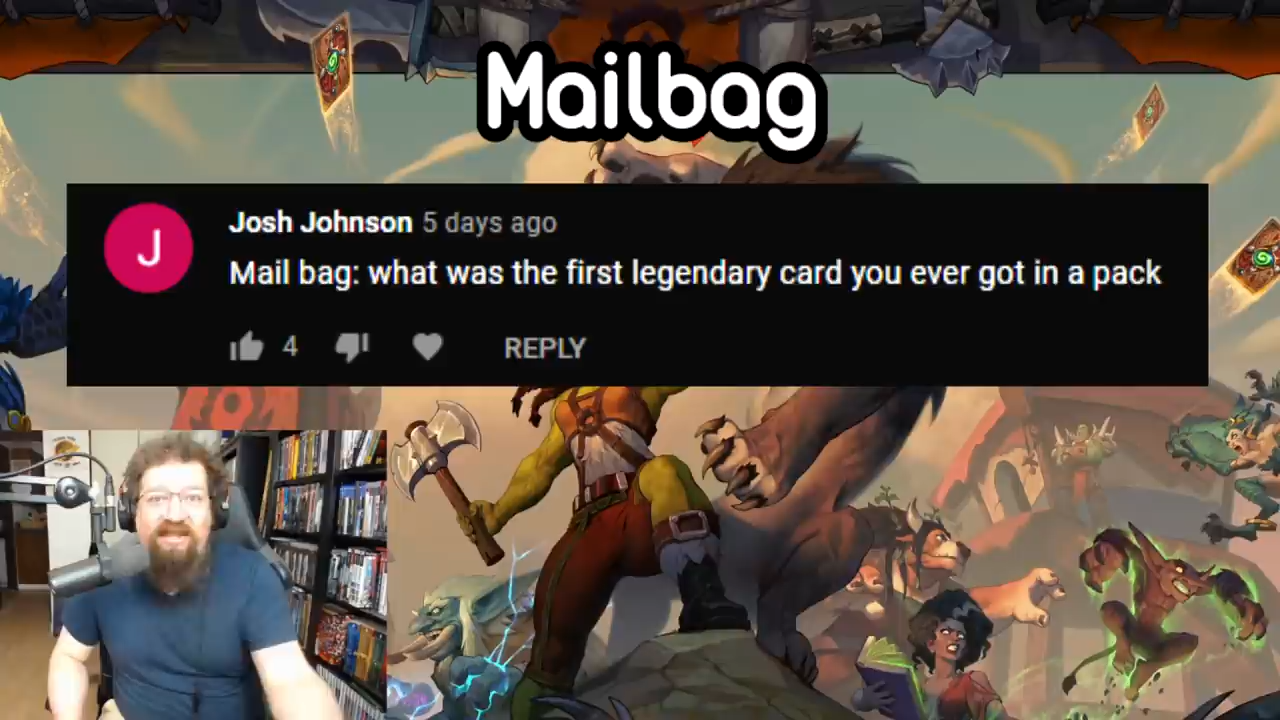 Mailbag
J
Josh Johnson 5 days ago
Mail bag: what was the first legendary card you ever got in a pack
4
REPLY